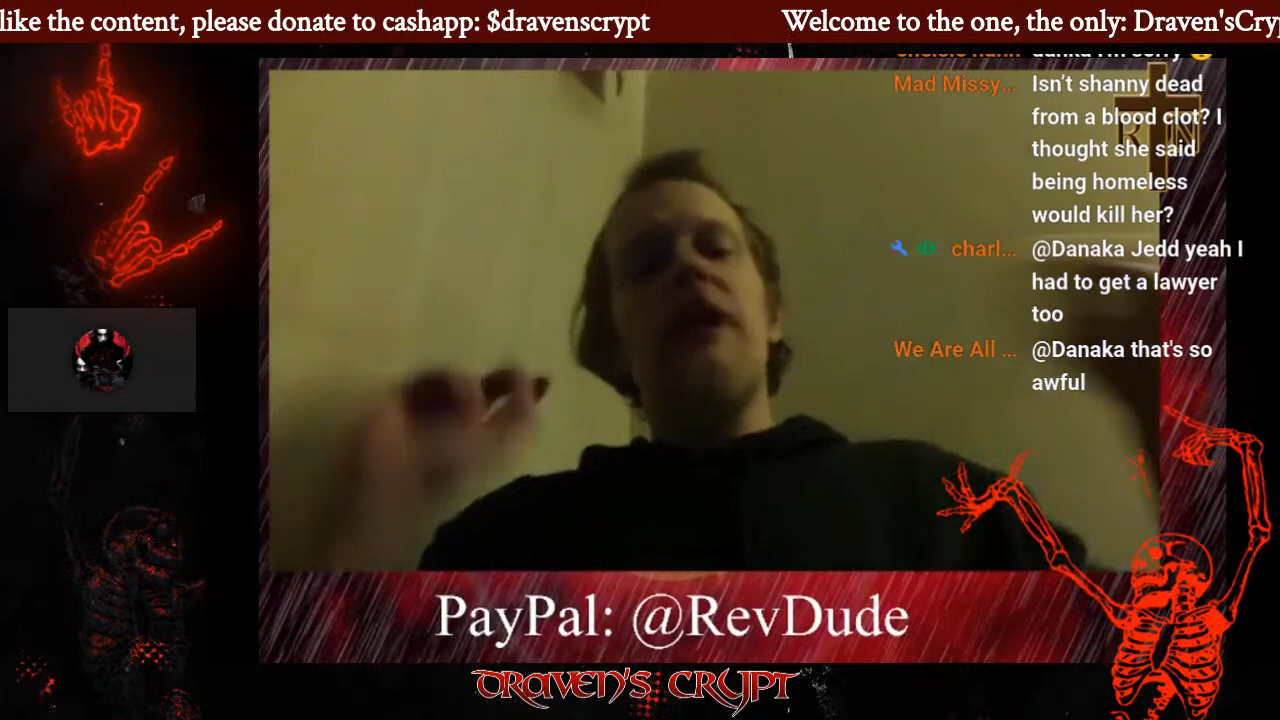 like the content, please donate to cashapp: $dravenscrypt Welcome to the one, the only: Draven'sCryp
Mad Missy... Isn't shanny dead
from a blood clot? I
thought she said
being homeless
would kill her?
charl... @Danaka Jedd yeah I
had to get a lawyer
too
We Are All ... @Danaka that's so
awful
R N
PayPal: @RevDude
DRAVEN'S CRYPT